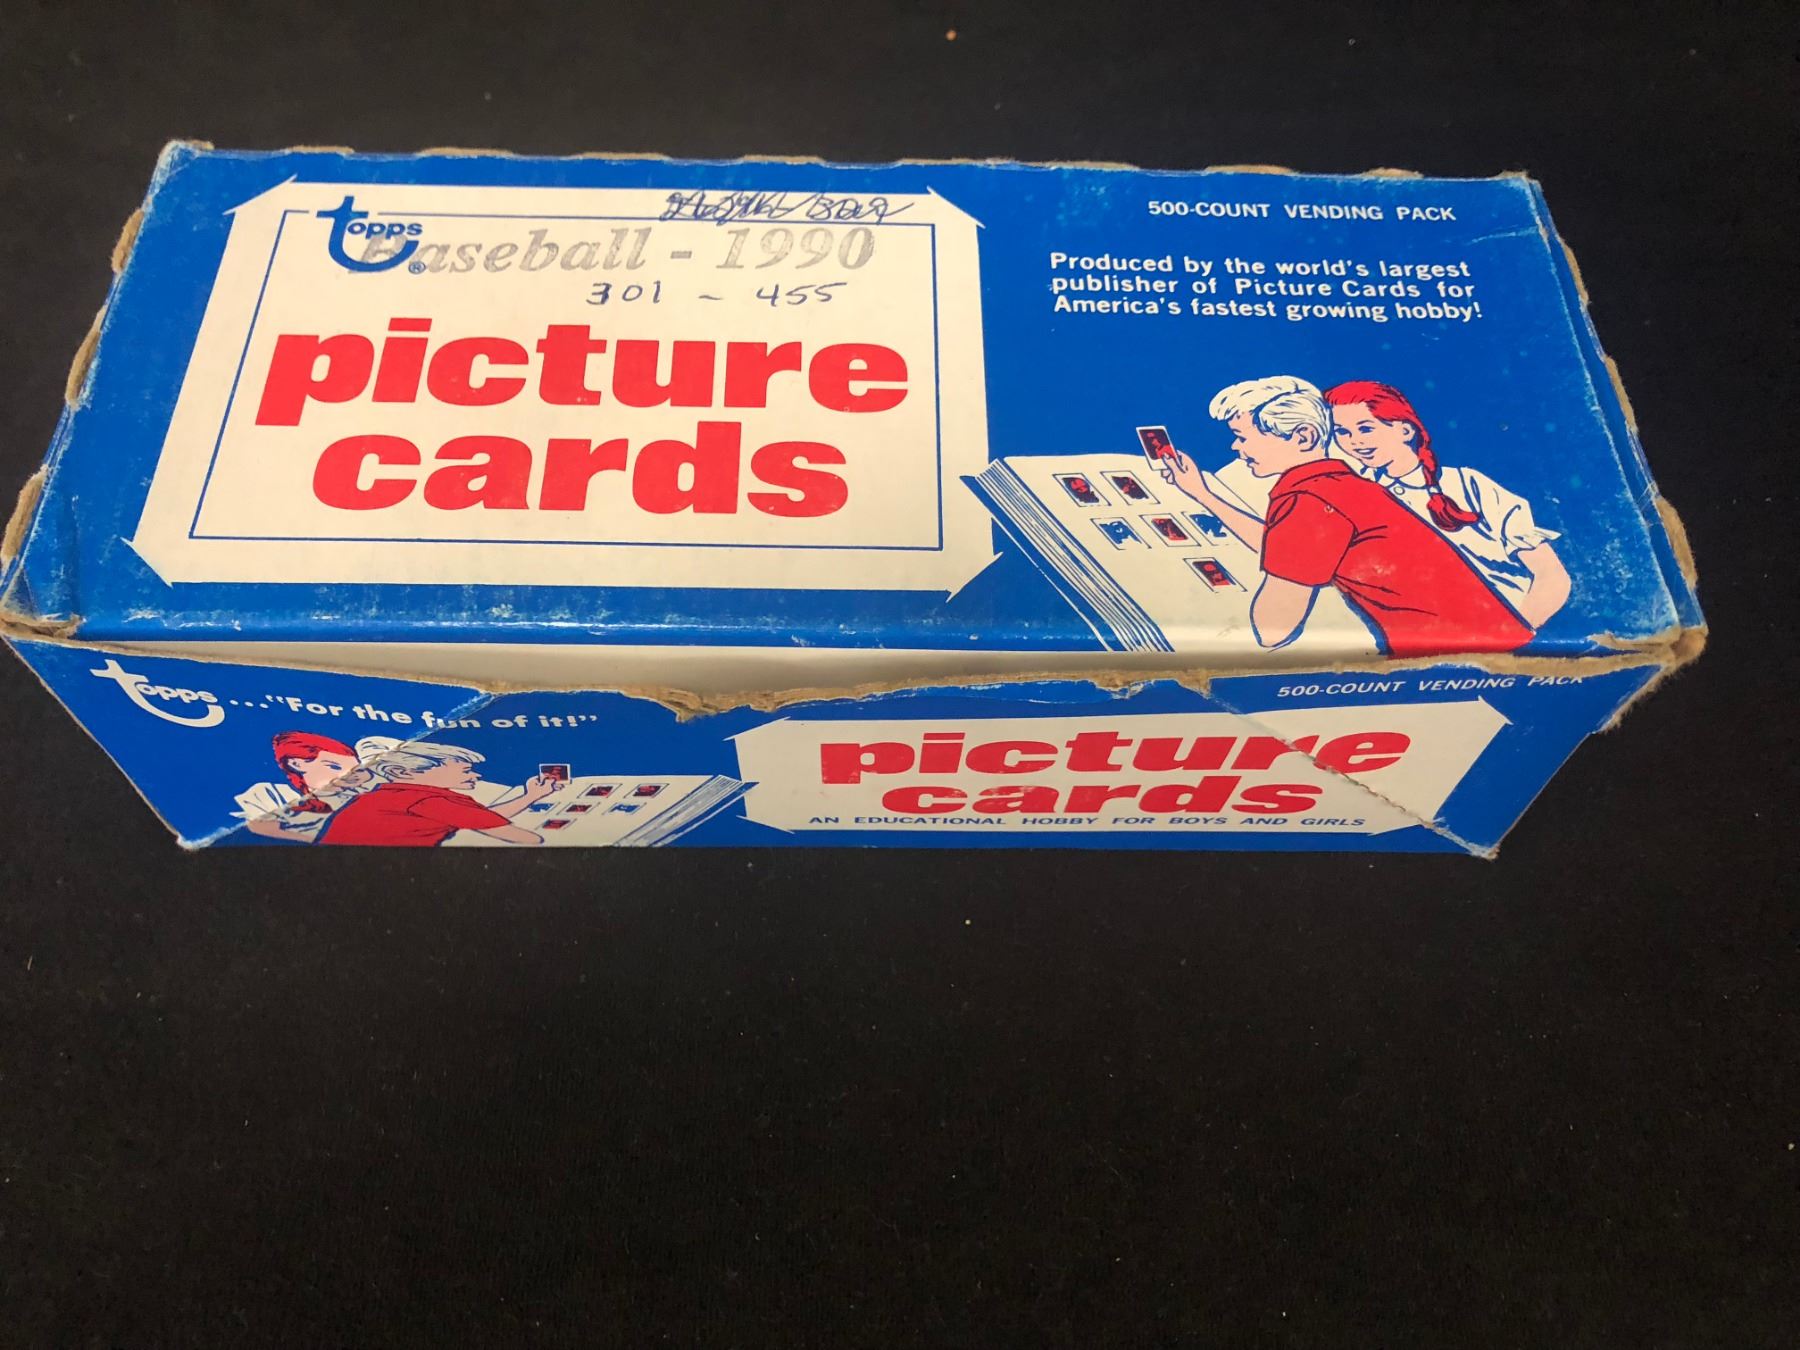 topps®
Baseball - 1990
301 - 455
picture
cards
500-COUNT VENDING PACK
Produced by the world's largest
publisher of Picture Cards for
America's fastest growing hobby!
topps..."For the fun of it!"
500-COUNT VENDING PACK
picture
cards
AN EDUCATIONAL HOBBY FOR BOYS AND GIRLS